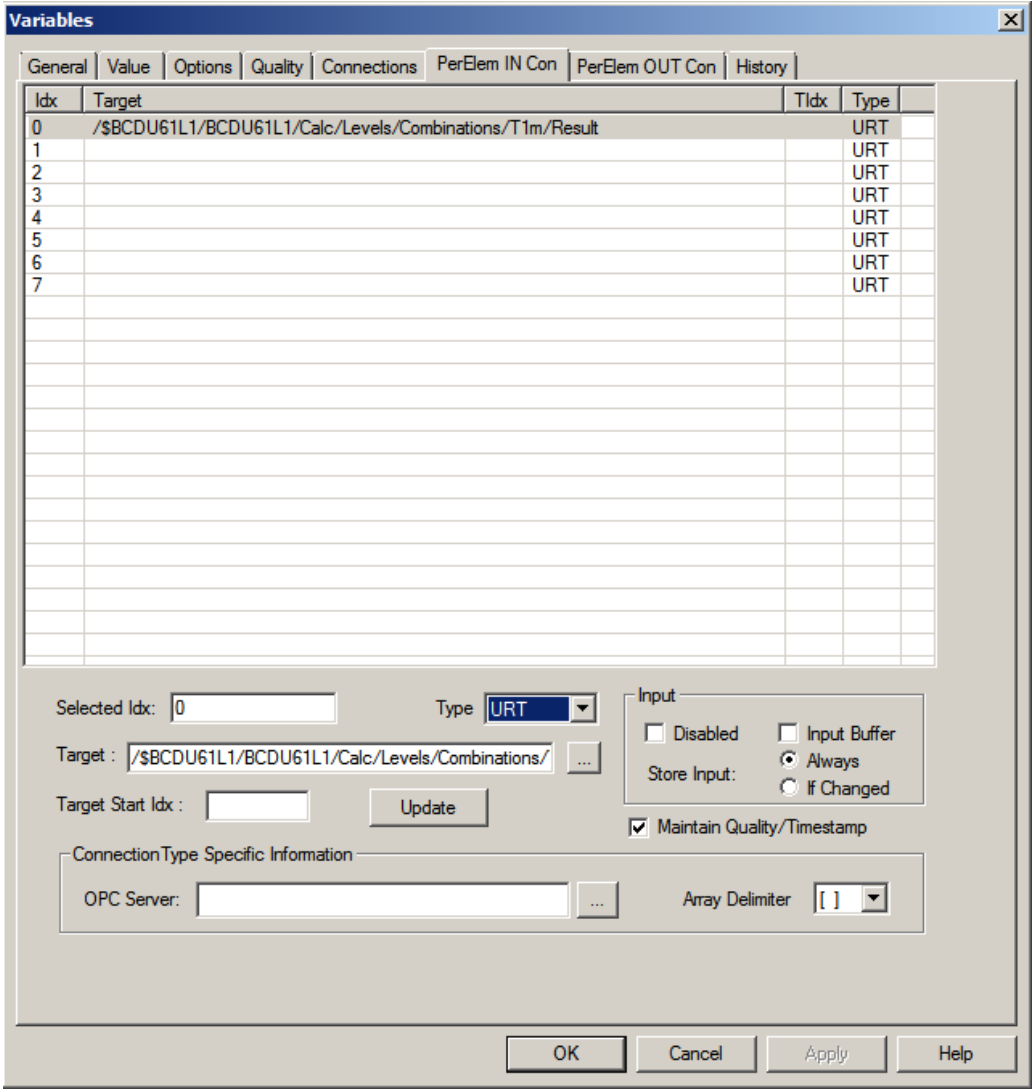 Variables
General Value Options Quality Connections PerElem IN Con PerElem OUT Con History
Idx Target TIdx Type
0 /$BCDU61L1/BCDU61L1/Calc/Levels/Combinations/T1m/Result URT
1 URT
2 URT
3 URT
4 URT
5 URT
6 URT
7 URT
Selected Idx: 0 Type URT
Target : /$BCDU61L1/BCDU61L1/Calc/Levels/Combinations/ ...
Target Start Idx : Update
Input
Disabled Input Buffer
Store Input: Always
If Changed
Maintain Quality/Timestamp
ConnectionType Specific Information
OPC Server: ... Array Delimiter [ ]
OK Cancel Apply Help